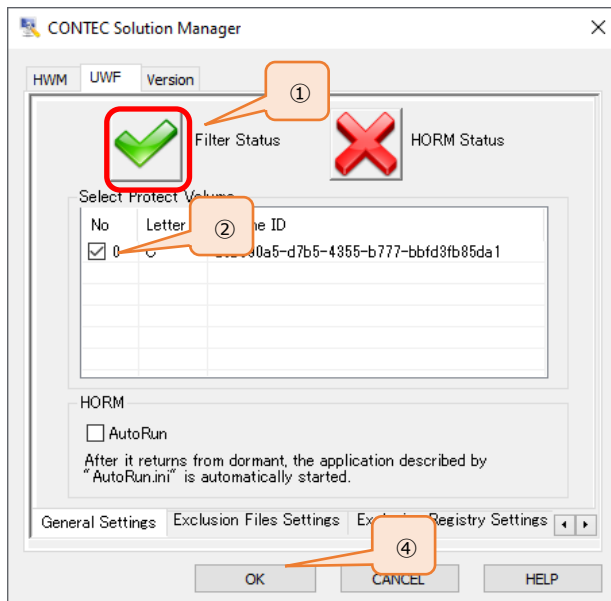 CONTEC Solution Manager
HWM UWF Version
①
Filter Status HORM Status
Select Protect
No Letter ② ID
0 -d7b5-4355-b777-bbfd3fb85da1
HORM
AutoRun
After it returns from dormant, the application described by
"AutoRun.ini" is automatically started.
General Settings Exclusion Files Settings Registry Settings
④
OK CANCEL HELP